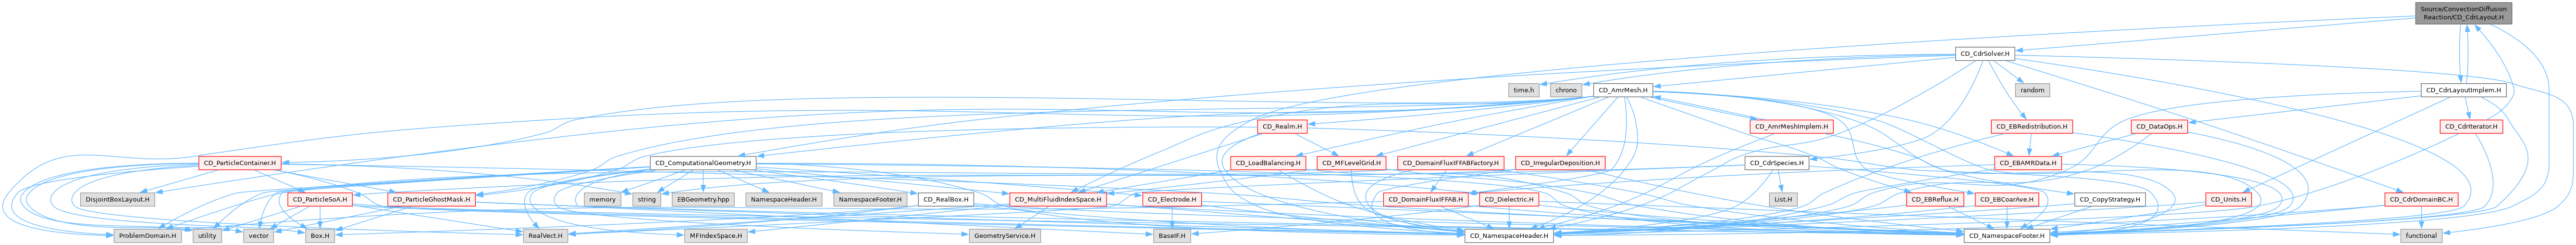 Source/ConvectionDiffusion
Reaction/CD_CdrLayout.H
CD_CdrSolver.H
time.h
chrono
CD_AmrMesh.H
random
CD_CdrLayoutImplem.H
CD_Realm.H
CD_AmrMeshImplem.H
CD_EBRedistribution.H
CD_DataOps.H
CD_CdrIterator.H
CD_ParticleContainer.H
CD_ComputationalGeometry.H
CD_LoadBalancing.H
CD_MFLevelGrid.H
CD_DomainFluxIFFABFactory.H
CD_IrregularDeposition.H
CD_CdrSpecies.H
CD_EBAMRData.H
DisjointBoxLayout.H
CD_ParticleSoA.H
CD_ParticleGhostMask.H
memory
string
EBGeometry.hpp
NamespaceHeader.H
NamespaceFooter.H
CD_RealBox.H
CD_MultiFluidIndexSpace.H
CD_Electrode.H
CD_DomainFluxIFFAB.H
CD_Dielectric.H
List.H
CD_EBReflux.H
CD_EBCoarAve.H
CD_CopyStrategy.H
CD_Units.H
CD_CdrDomainBC.H
ProblemDomain.H
utility
vector
Box.H
RealVect.H
MFIndexSpace.H
GeometryService.H
BaseIF.H
CD_NamespaceHeader.H
CD_NamespaceFooter.H
functional